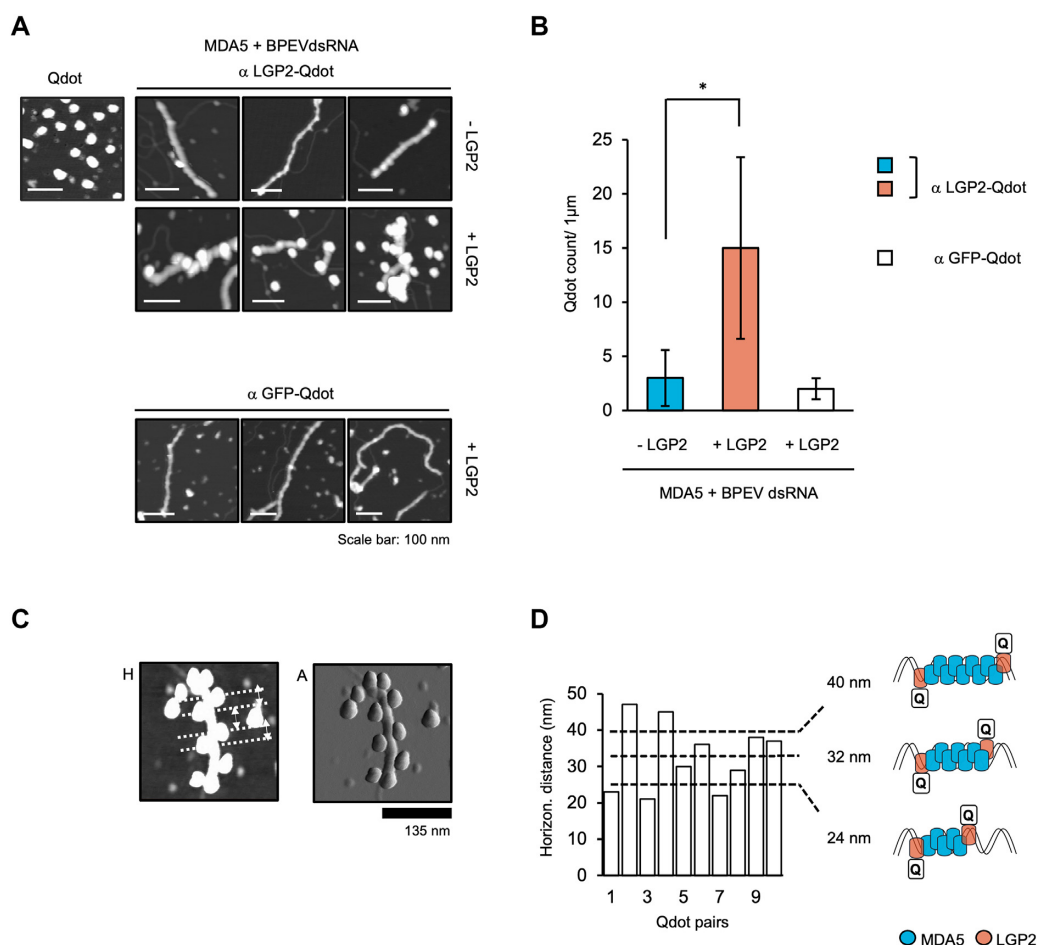 A
MDA5 + BPEVdsRNA
α LGP2-Qdot
Qdot
- LGP2
+ LGP2
α GFP-Qdot
+ LGP2
Scale bar: 100 nm
B
*
25
20
15
10
5
0
Qdot count/ 1µm
- LGP2 + LGP2 + LGP2
MDA5 + BPEV dsRNA
α LGP2-Qdot
α GFP-Qdot
C
H
A
135 nm
D
50
40
30
20
10
0
Horizon. distance (nm)
1 3 5 7 9
Qdot pairs
40 nm
Q
Q
32 nm
Q
Q
24 nm
Q
Q
MDA5 LGP2